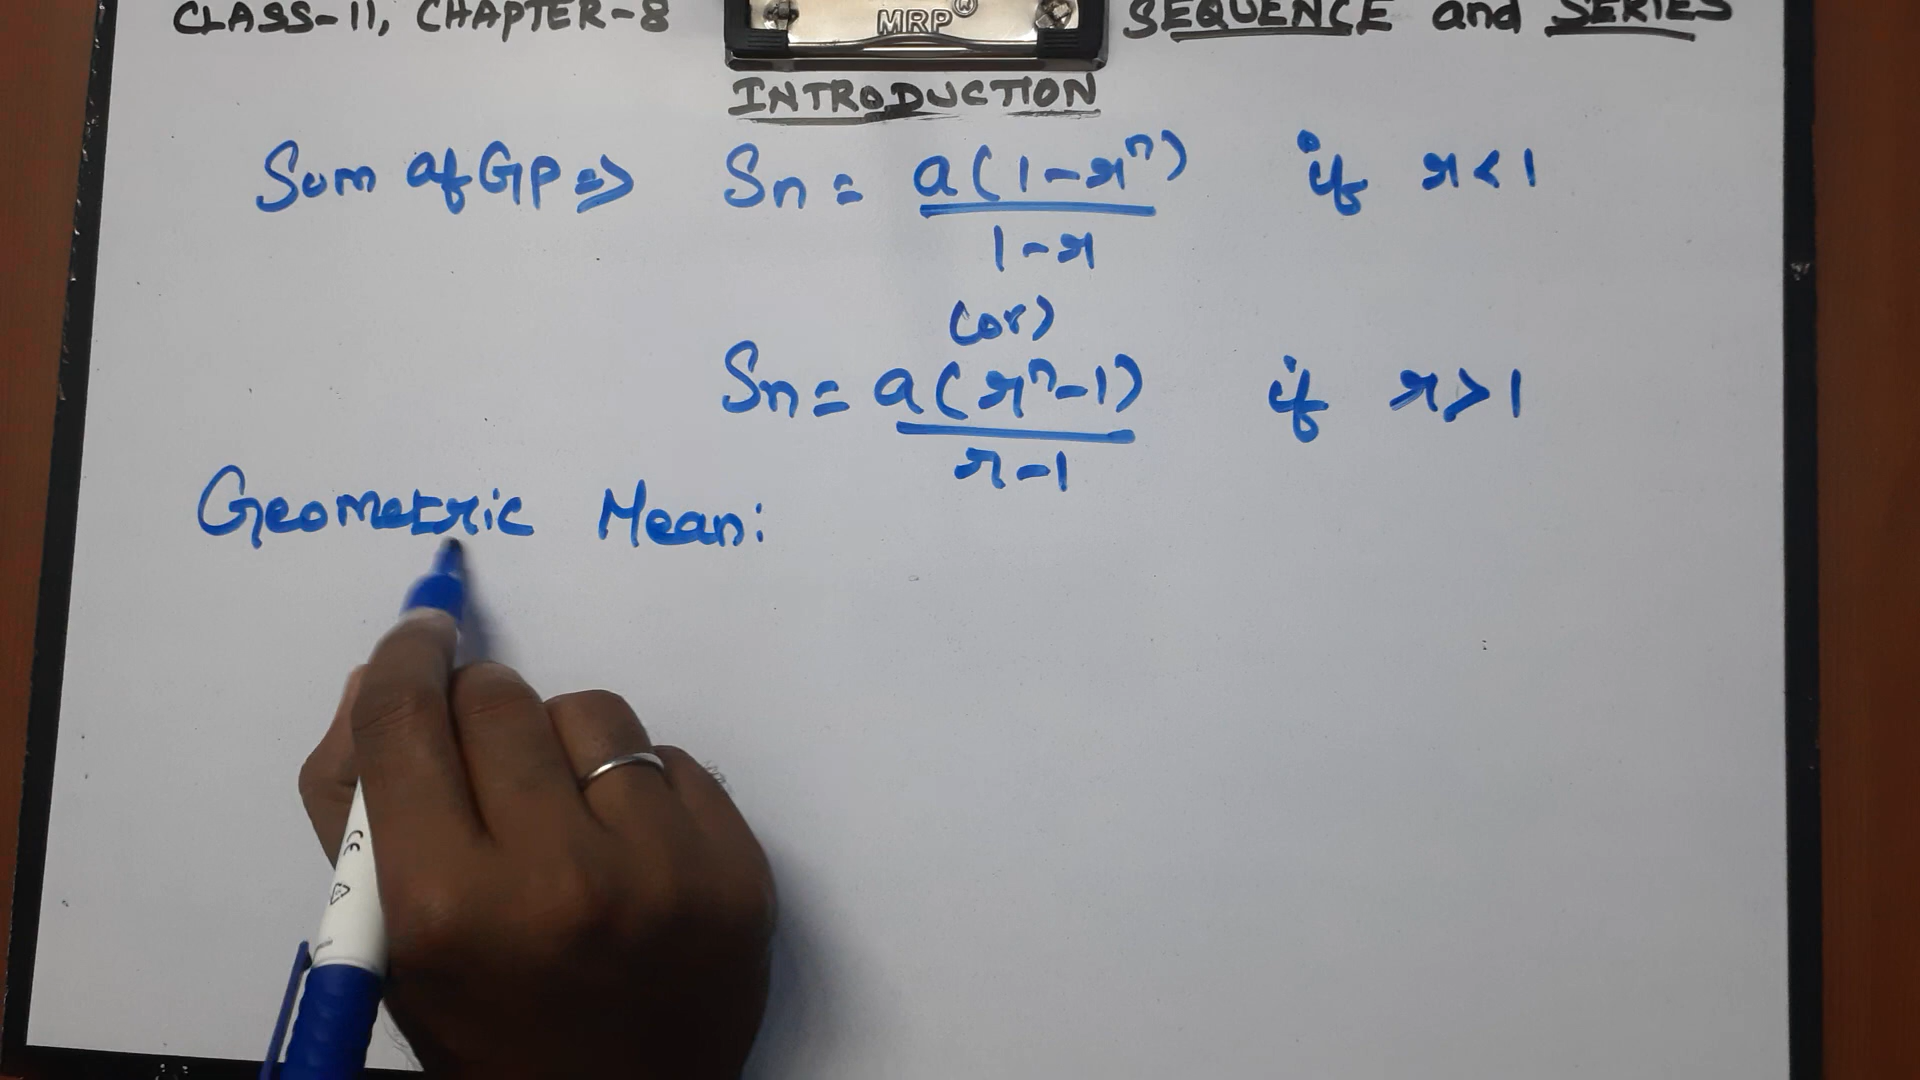 CLASS-11, CHAPTER-8 MRP® SEQUENCE and SERIES
INTRODUCTION
Sum of GP => Sn = a(1-rⁿ) if r<1
1-r
(or)
Sn = a(rⁿ-1) if r>1
r-1
Geometric Mean:
CE